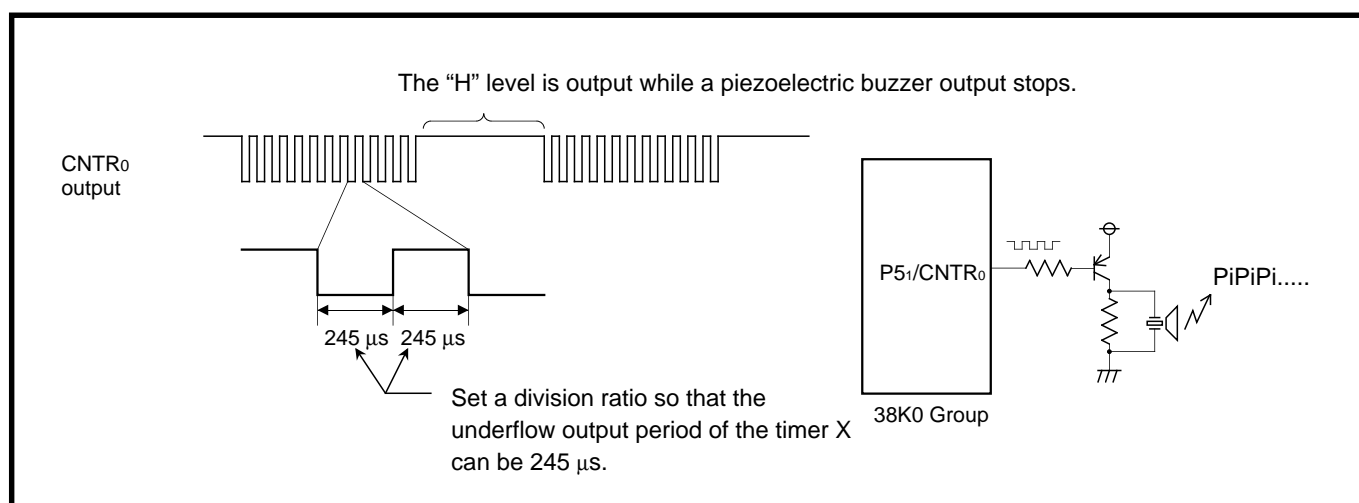 The “H” level is output while a piezoelectric buzzer output stops.
CNTR0
output
P51/CNTR0
PiPiPi.....
245 μs 245 μs
Set a division ratio so that the
underflow output period of the timer X
can be 245 μs.
38K0 Group